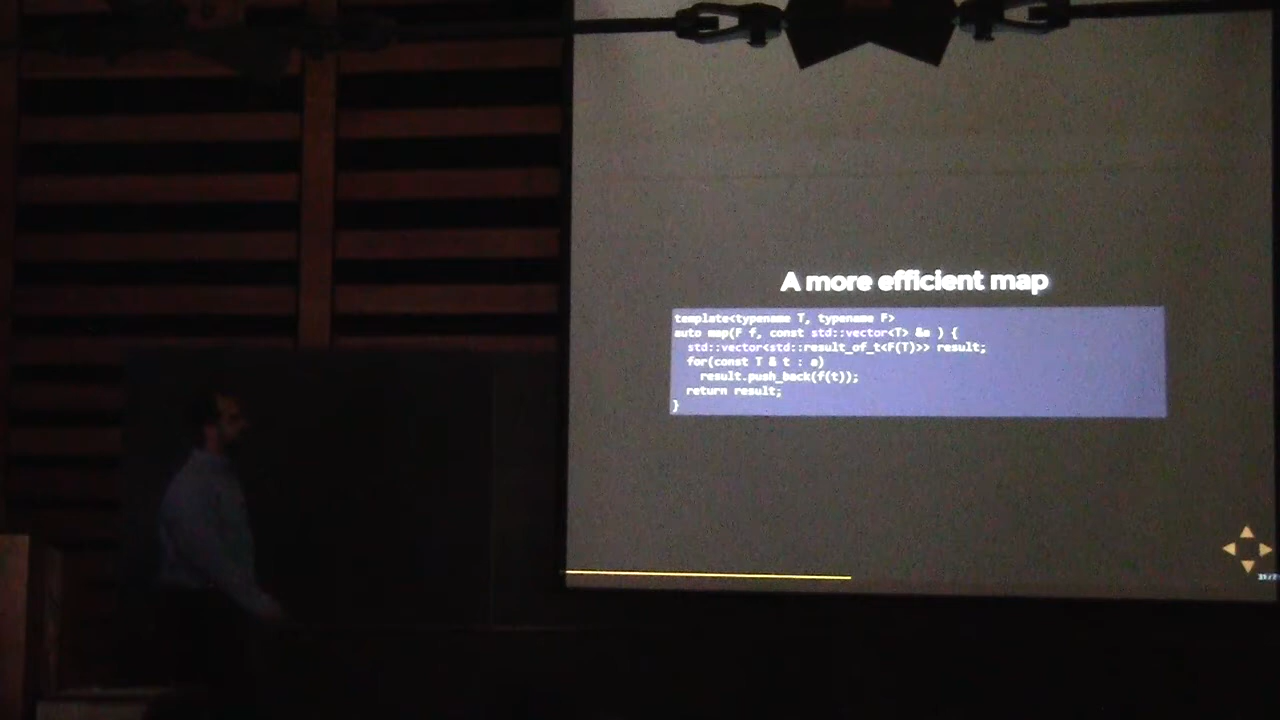 A more efficient map
template<typename T, typename F>
auto map(F f, const std::vector<T> &a ) {
std::vector<std::result_of_t<F(T)>> result;
for(const T & t : a)
result.push_back(f(t));
return result;
}